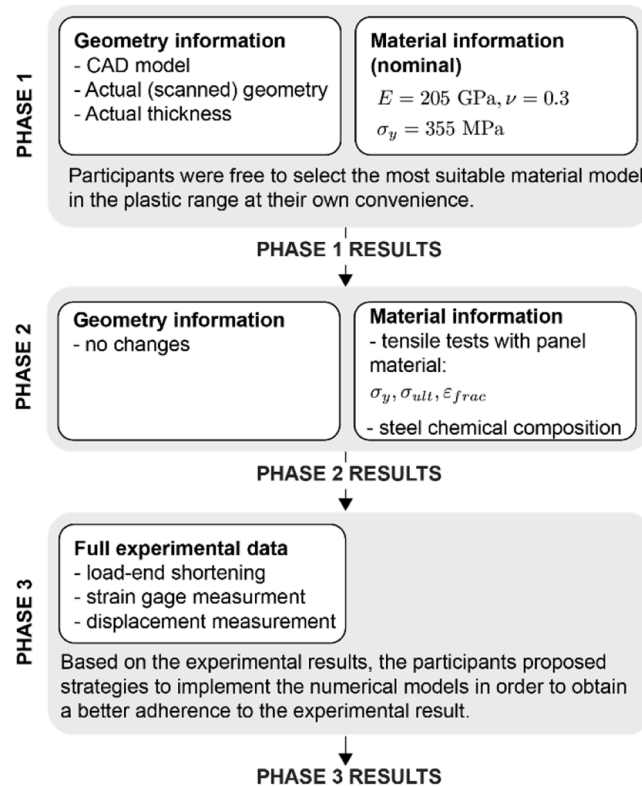 PHASE 1
Geometry information
- CAD model
- Actual (scanned) geometry
- Actual thickness
Material information
(nominal)
E = 205 GPa, ν = 0.3
σ_y = 355 MPa
Participants were free to select the most suitable material model
in the plastic range at their own convenience.
PHASE 1 RESULTS
PHASE 2
Geometry information
- no changes
Material information
- tensile tests with panel
material:
σ_y, σ_ult, ε_frac
- steel chemical composition
PHASE 2 RESULTS
PHASE 3
Full experimental data
- load-end shortening
- strain gage measurment
- displacement measurement
Based on the experimental results, the participants proposed
strategies to implement the numerical models in order to obtain
a better adherence to the experimental result.
PHASE 3 RESULTS